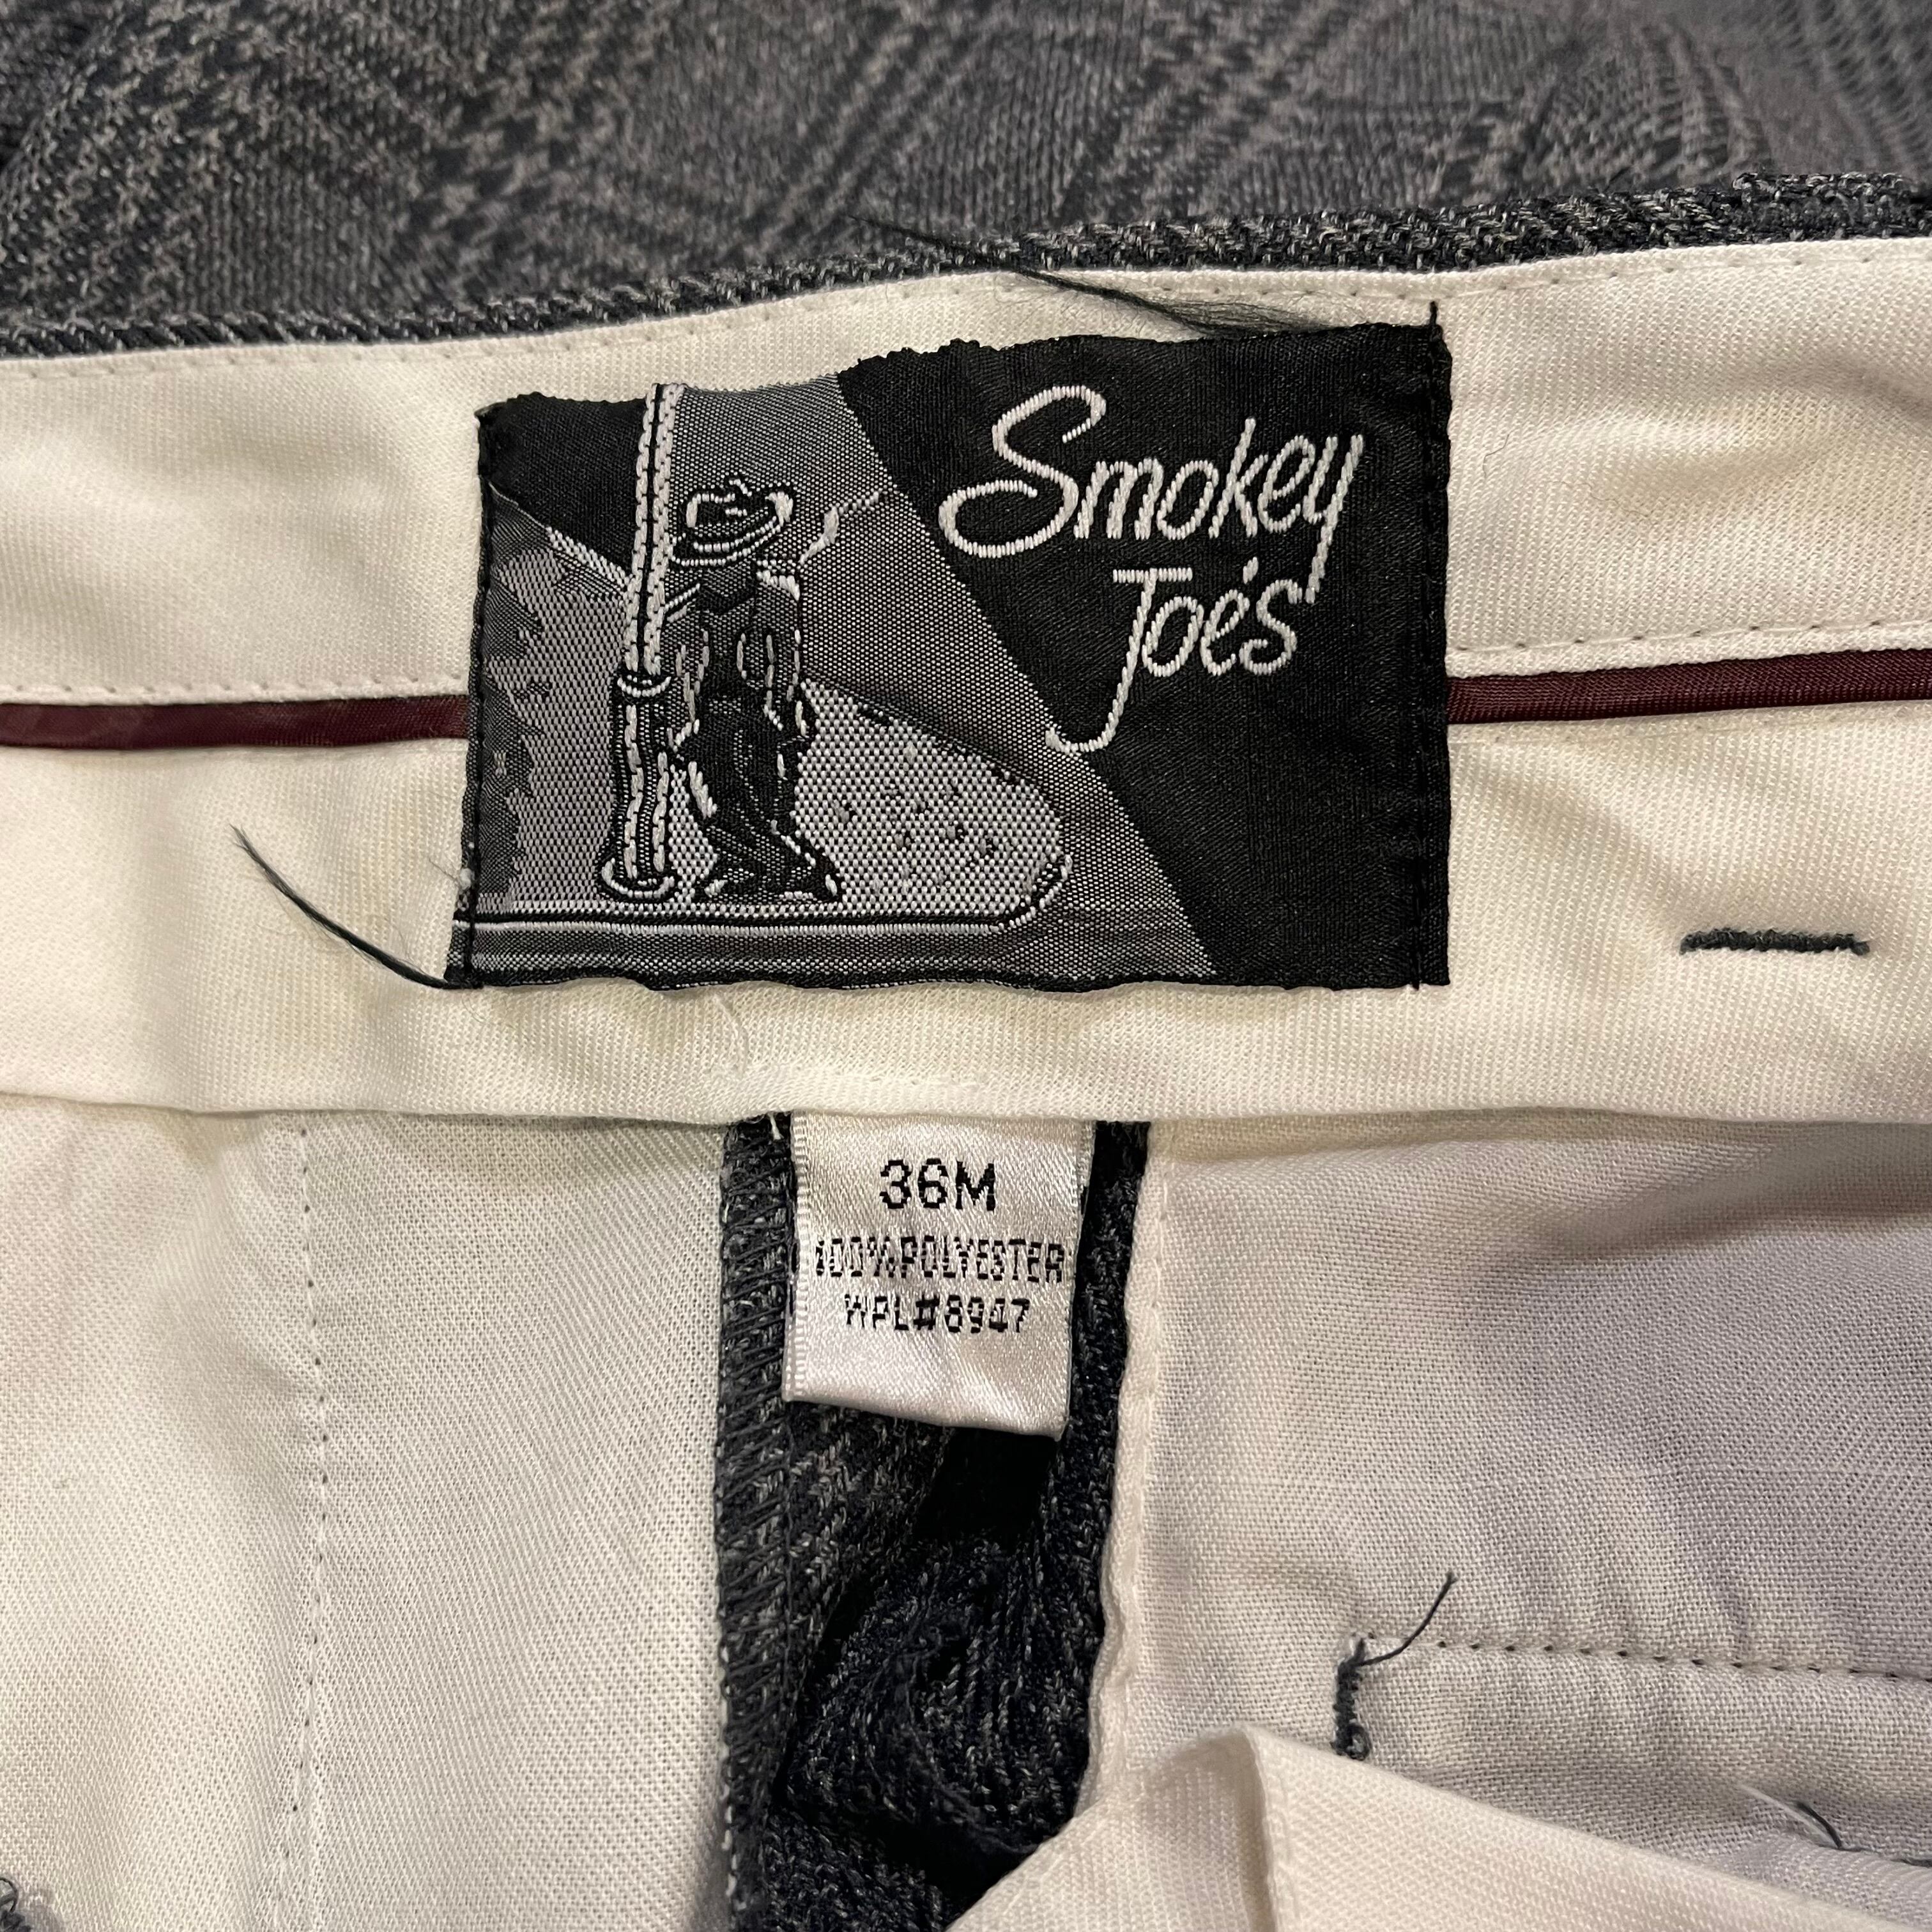 Smokey
Joe's
36M
100% POLYESTER
WPL#8947